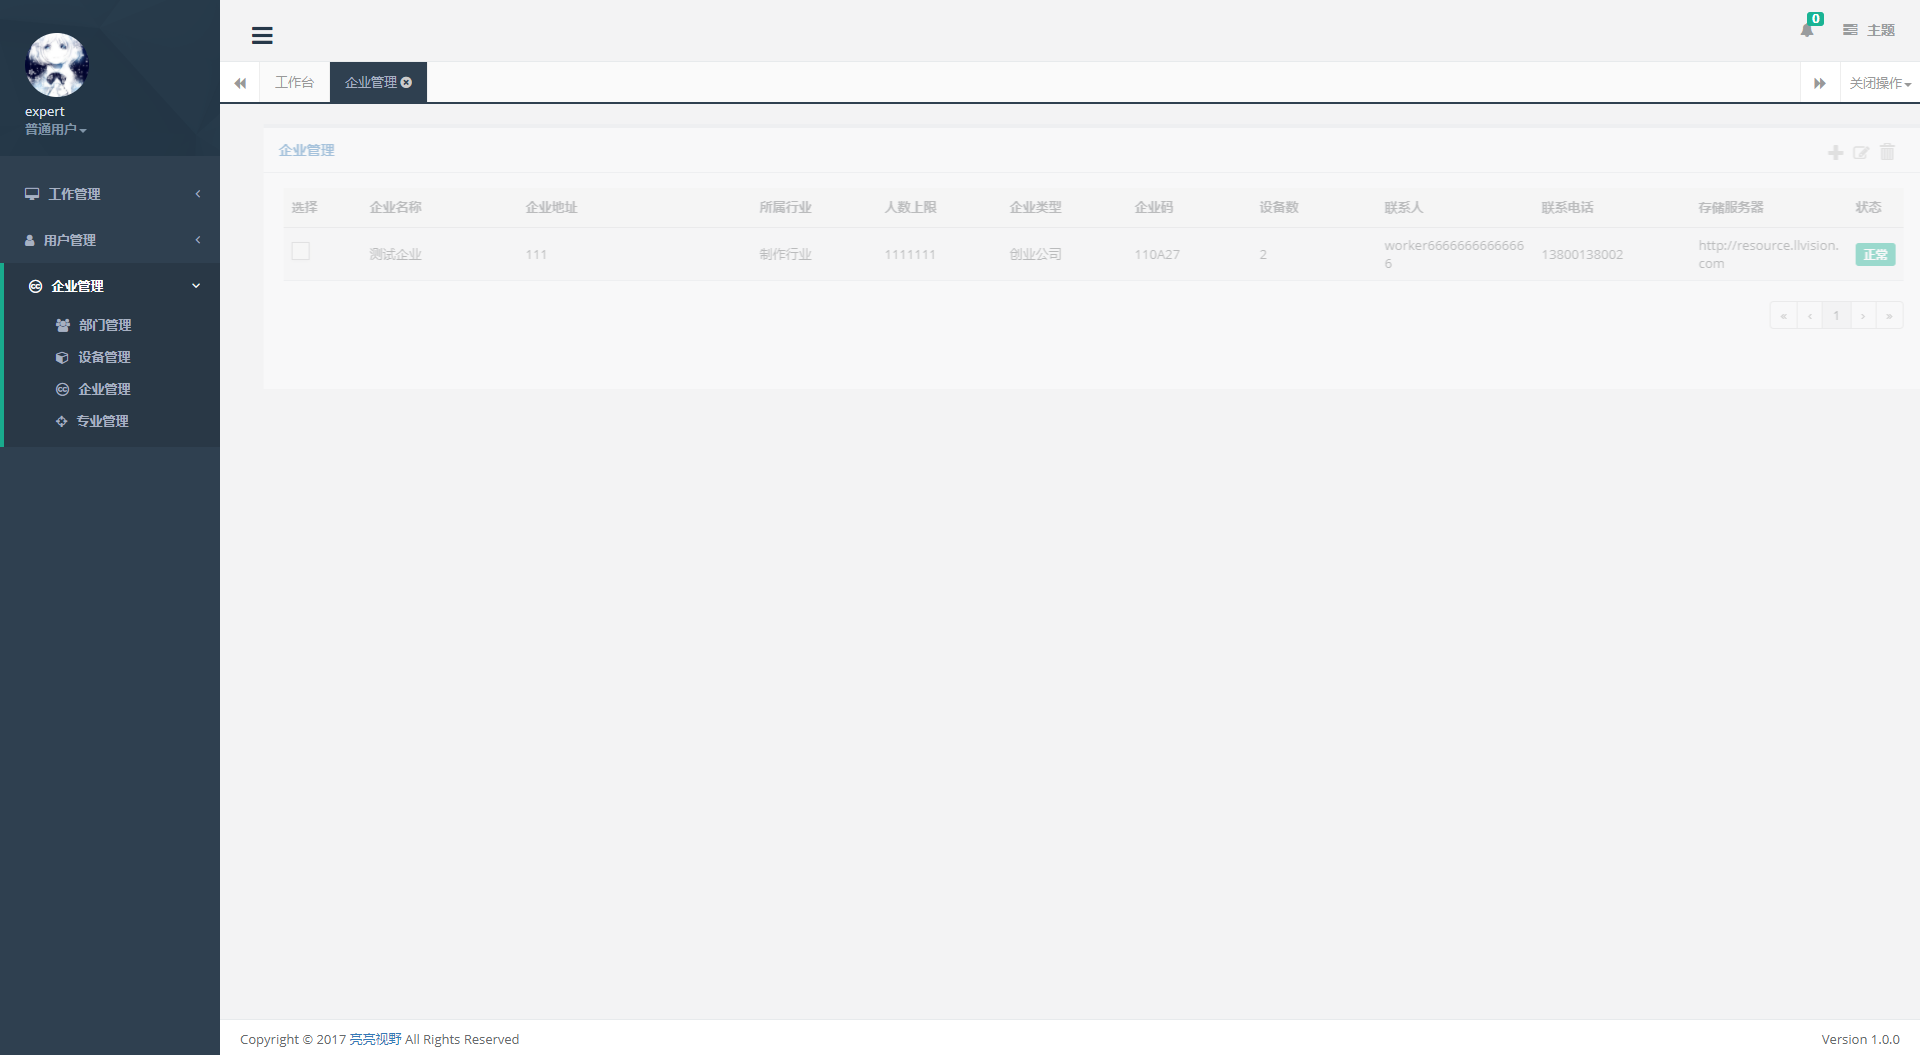 expert
普通用户
工作管理
用户管理
企业管理
部门管理
设备管理
企业管理
专业管理
0
主题
工作台
企业管理
关闭操作
企业管理
选择 企业名称 企业地址 所属行业 人数上限 企业类型 企业码 设备数 联系人 联系电话 存储服务器 状态
测试企业 111 制作行业 1111111 创业公司 110A27 2 worker6666666666666 13800138002 http://resource.llvision. 正常
6 com
« ‹ 1 › »
Copyright © 2017 亮亮视野 All Rights Reserved
Version 1.0.0